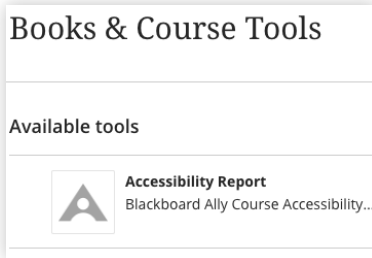 Books & Course Tools
Available tools
Accessibility Report
Blackboard Ally Course Accessibility...